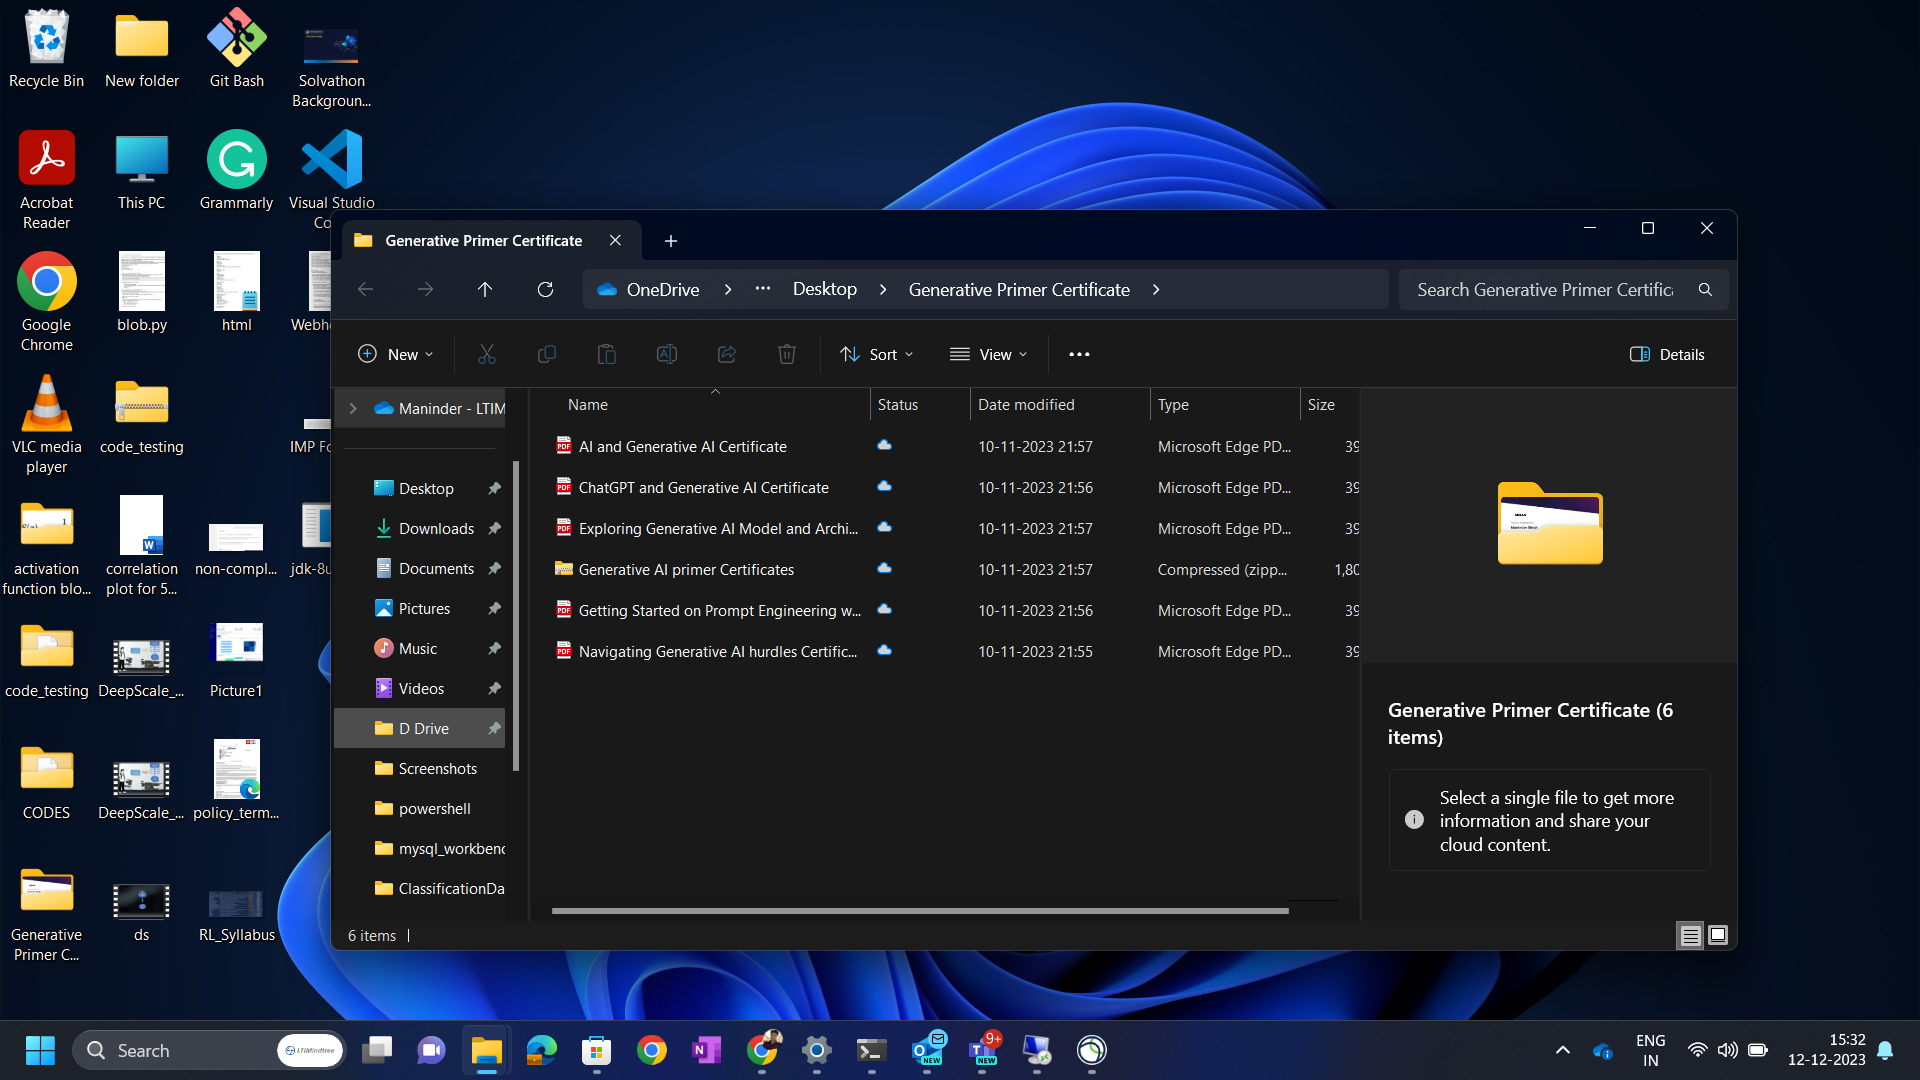 Recycle Bin
New folder
Git Bash
Solvathon
Backgroun...
Acrobat
Reader
This PC
Grammarly
Visual Studio
Co
Google
Chrome
blob.py
html
Webh
VLC media
player
code_testing
IMP Fo
activation
function blo...
correlation
plot for 5...
non-compl...
jdk-8u
code_testing
DeepScale_...
Picture1
CODES
DeepScale_...
policy_term...
Generative
Primer C...
ds
RL_Syllabus
Generative Primer Certificate
OneDrive
Desktop
Generative Primer Certificate
Search Generative Primer Certific
New
Sort
View
Details
Maninder - LTIM
Desktop
Downloads
Documents
Pictures
Music
Videos
D Drive
Screenshots
powershell
mysql_workben
ClassificationDa
Name Status Date modified Type Size
AI and Generative AI Certificate 10-11-2023 21:57 Microsoft Edge PD... 39
ChatGPT and Generative AI Certificate 10-11-2023 21:56 Microsoft Edge PD... 39
Exploring Generative AI Model and Archi... 10-11-2023 21:57 Microsoft Edge PD... 39
Generative AI primer Certificates 10-11-2023 21:57 Compressed (zipp... 1,80
Getting Started on Prompt Engineering w... 10-11-2023 21:56 Microsoft Edge PD... 39
Navigating Generative AI hurdles Certific... 10-11-2023 21:55 Microsoft Edge PD... 39
Generative Primer Certificate (6
items)
Select a single file to get more
information and share your
cloud content.
6 items
Search
LTIMindtree
NEW
9+
NEW
ENG
IN
15:32
12-12-2023